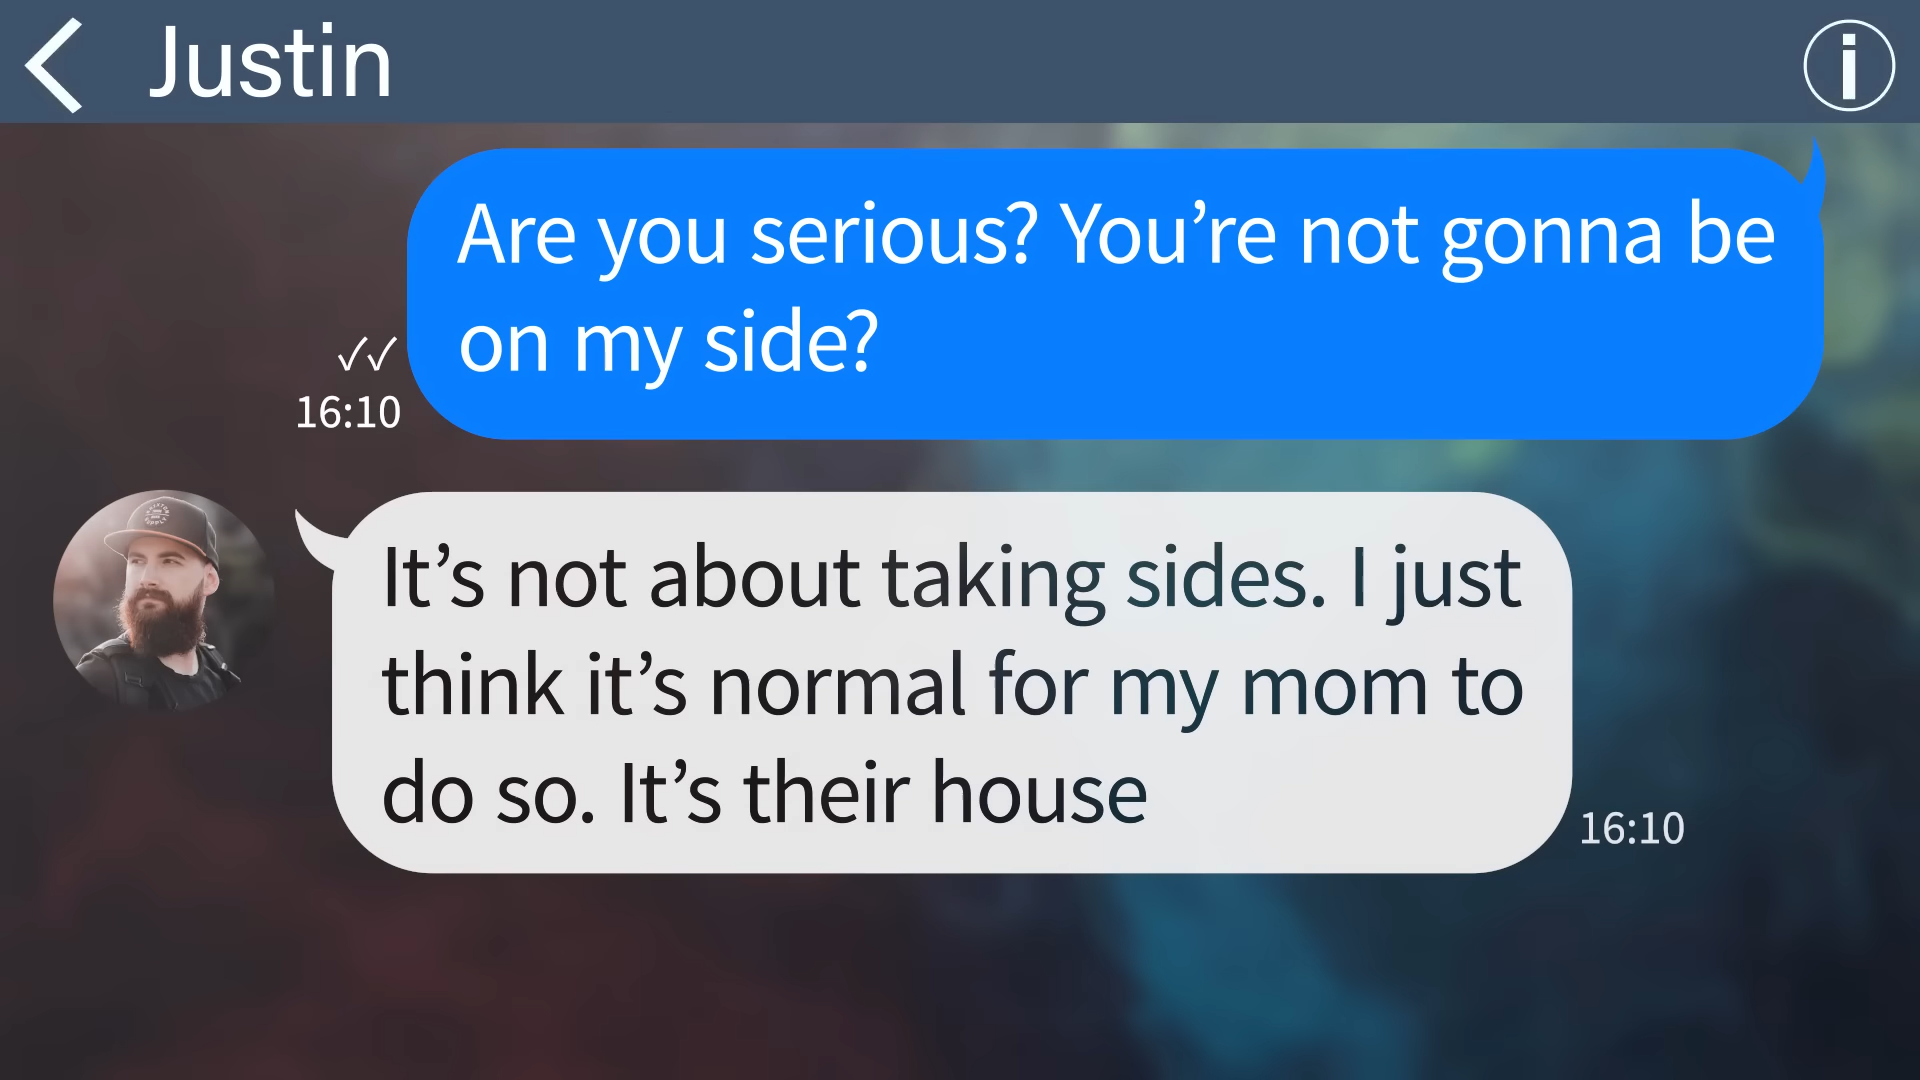 Justin
Are you serious? You’re not gonna be
on my side?
✓✓
16:10
It’s not about taking sides. I just
think it’s normal for my mom to
do so. It’s their house
16:10